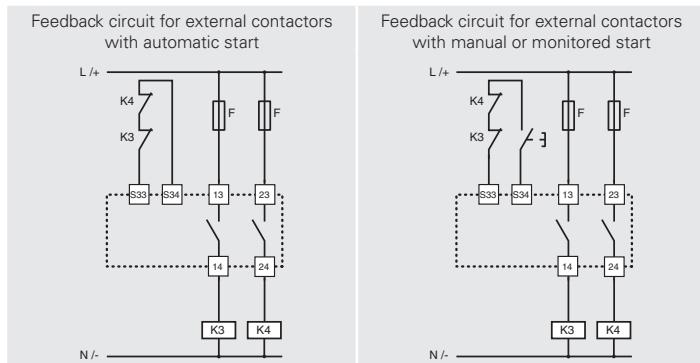 Feedback circuit for external contactors
with automatic start
L /+
K4
K3
F
F
S33
S34
13
23
14
24
K3
K4
N /-
Feedback circuit for external contactors
with manual or monitored start
L /+
K4
K3
F
F
S33
S34
13
23
14
24
K3
K4
N /-